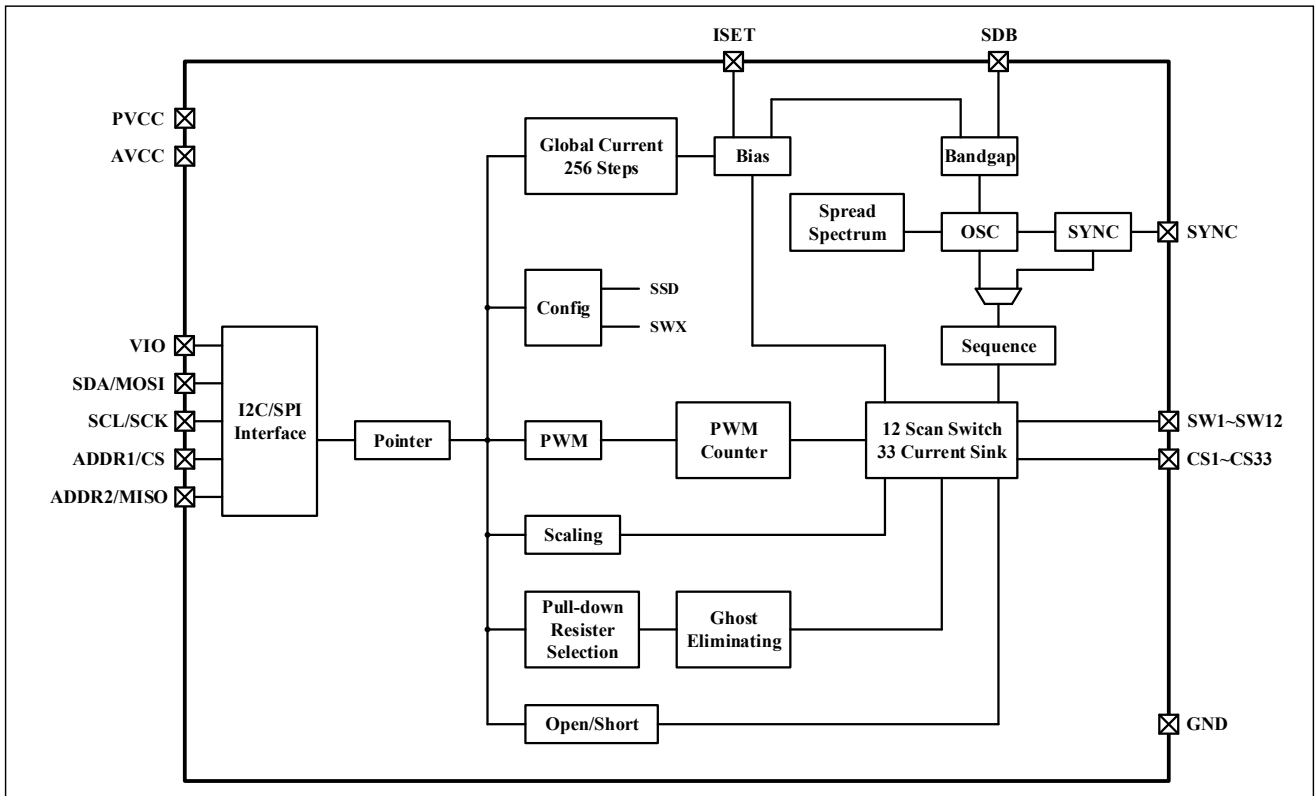 ISET
SDB
PVCC
AVCC
Global Current
256 Steps
Bias
Bandgap
Spread
Spectrum
OSC
SYNC
SYNC
Config
SSD
SWX
Sequence
VIO
SDA/MOSI
SCL/SCK
ADDR1/CS
ADDR2/MISO
I2C/SPI
Interface
Pointer
PWM
PWM
Counter
12 Scan Switch
33 Current Sink
SW1~SW12
CS1~CS33
Scaling
Pull-down
Resister
Selection
Ghost
Eliminating
Open/Short
GND